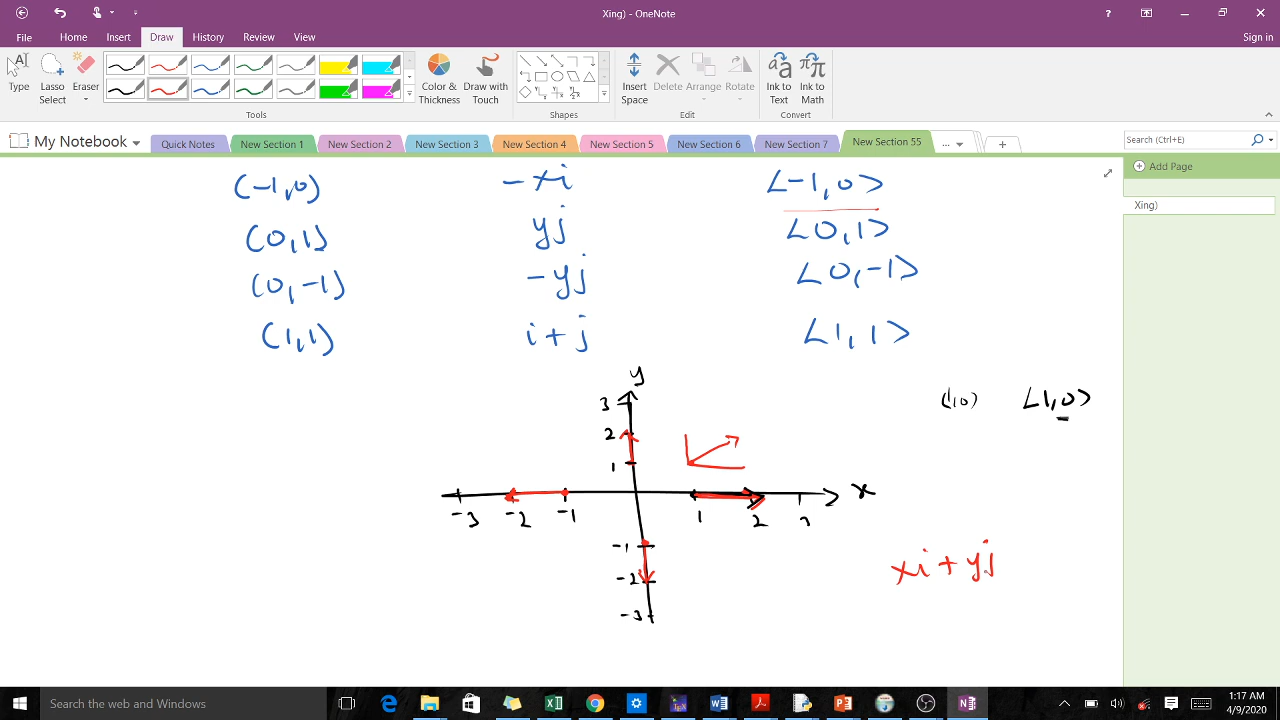 Xing) - OneNote
File Home Insert Draw History Review View Sign in
Type Lasso Select Eraser Color & Thickness Draw with Touch Insert Space Delete Arrange Rotate Ink to Text Ink to Math
Tools Shapes Edit Convert
My Notebook Quick Notes New Section 1 New Section 2 New Section 3 New Section 4 New Section 5 New Section 6 New Section 7 New Section 55 ... + Search (Ctrl+E)
Add Page
Xing)
(-1,0) -xi <-1,0>
(0,1) yj <0,1>
(0,-1) -yj <0,-1>
(1,1) i+j <1,1>
y
3 (1,0) <1,0>
2
1
x
-3 -2 -1 1 2 3
-1
xi+yj
-2
-3
Search the web and Windows
1:17 AM
4/9/2020